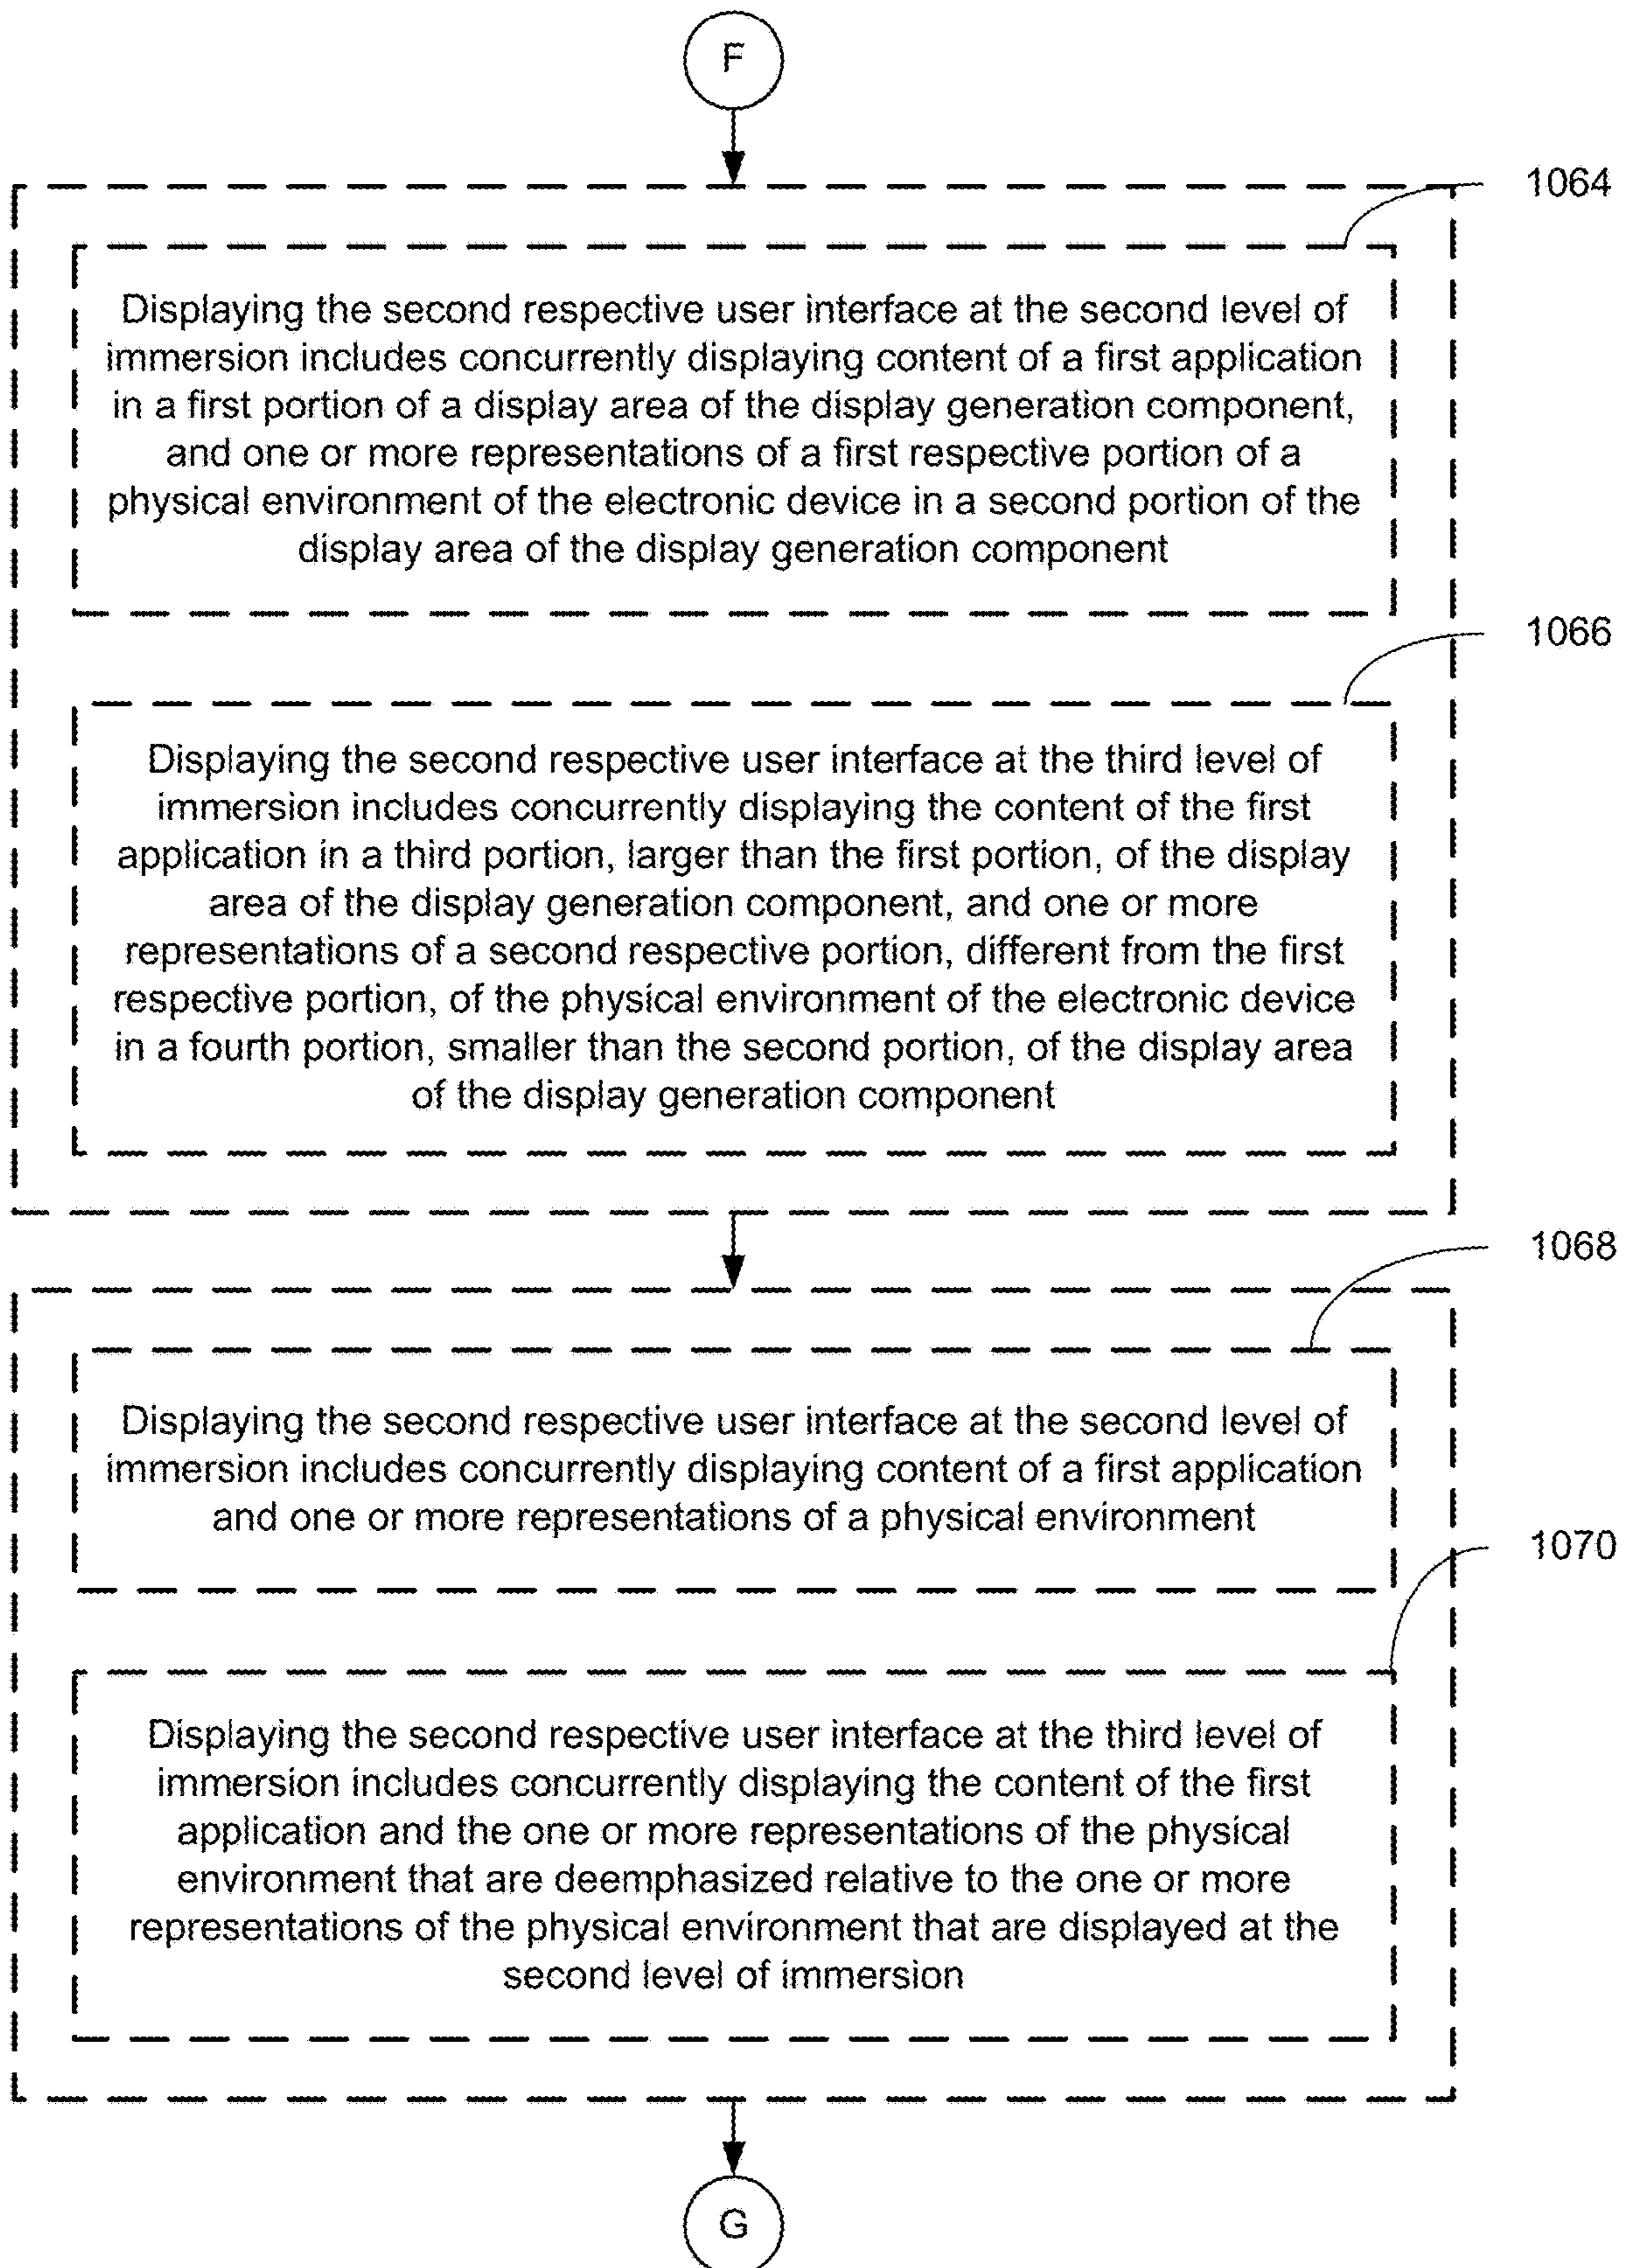 F
1064
Displaying the second respective user interface at the second level of
immersion includes concurrently displaying content of a first application
in a first portion of a display area of the display generation component,
and one or more representations of a first respective portion of a
physical environment of the electronic device in a second portion of the
display area of the display generation component
1066
Displaying the second respective user interface at the third level of
immersion includes concurrently displaying the content of the first
application in a third portion, larger than the first portion, of the display
area of the display generation component, and one or more
representations of a second respective portion, different from the first
respective portion, of the physical environment of the electronic device
in a fourth portion, smaller than the second portion, of the display area
of the display generation component
1068
Displaying the second respective user interface at the second level of
immersion includes concurrently displaying content of a first application
and one or more representations of a physical environment
1070
Displaying the second respective user interface at the third level of
immersion includes concurrently displaying the content of the first
application and the one or more representations of the physical
environment that are deemphasized relative to the one or more
representations of the physical environment that are displayed at the
second level of immersion
G